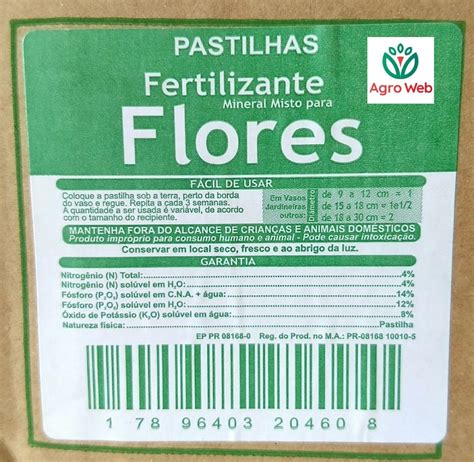 PASTILHAS
Agro Web
Fertilizante
Mineral Misto para
Flores
FÁCIL DE USAR
Coloque a pastilha sob a terra, perto da borda
do vaso e regue. Repita a cada 3 semanas.
A quantidade a ser usada é variável, de acordo
com o tamanho do recipiente.
Em Vasos
Jardineiras
outros:
Diâmetro
de 9 a 12 cm = 1
de 15 a 18 cm = 1e1/2
de 18 a 30 cm = 2
MANTENHA FORA DO ALCANCE DE CRIANÇAS E ANIMAIS DOMÉSTICOS
Produto impróprio para consumo humano e animal - Pode causar intoxicação.
Conservar em local seco, fresco e ao abrigo da luz.
GARANTIA
Nitrogênio (N) Total:4%
Nitrogênio (N) solúvel em H₂O:4%
Fósforo (P₂O₅) solúvel em C.N.A. + água:14%
Fósforo (P₂O₅) solúvel em H₂O:12%
Óxido de Potássio (K₂O) solúvel em água:8%
Natureza física:Pastilha
EP PR 08168-0 Reg. do Prod. no M.A.: PR-08168 10010-5
1 78 96403 20460 8